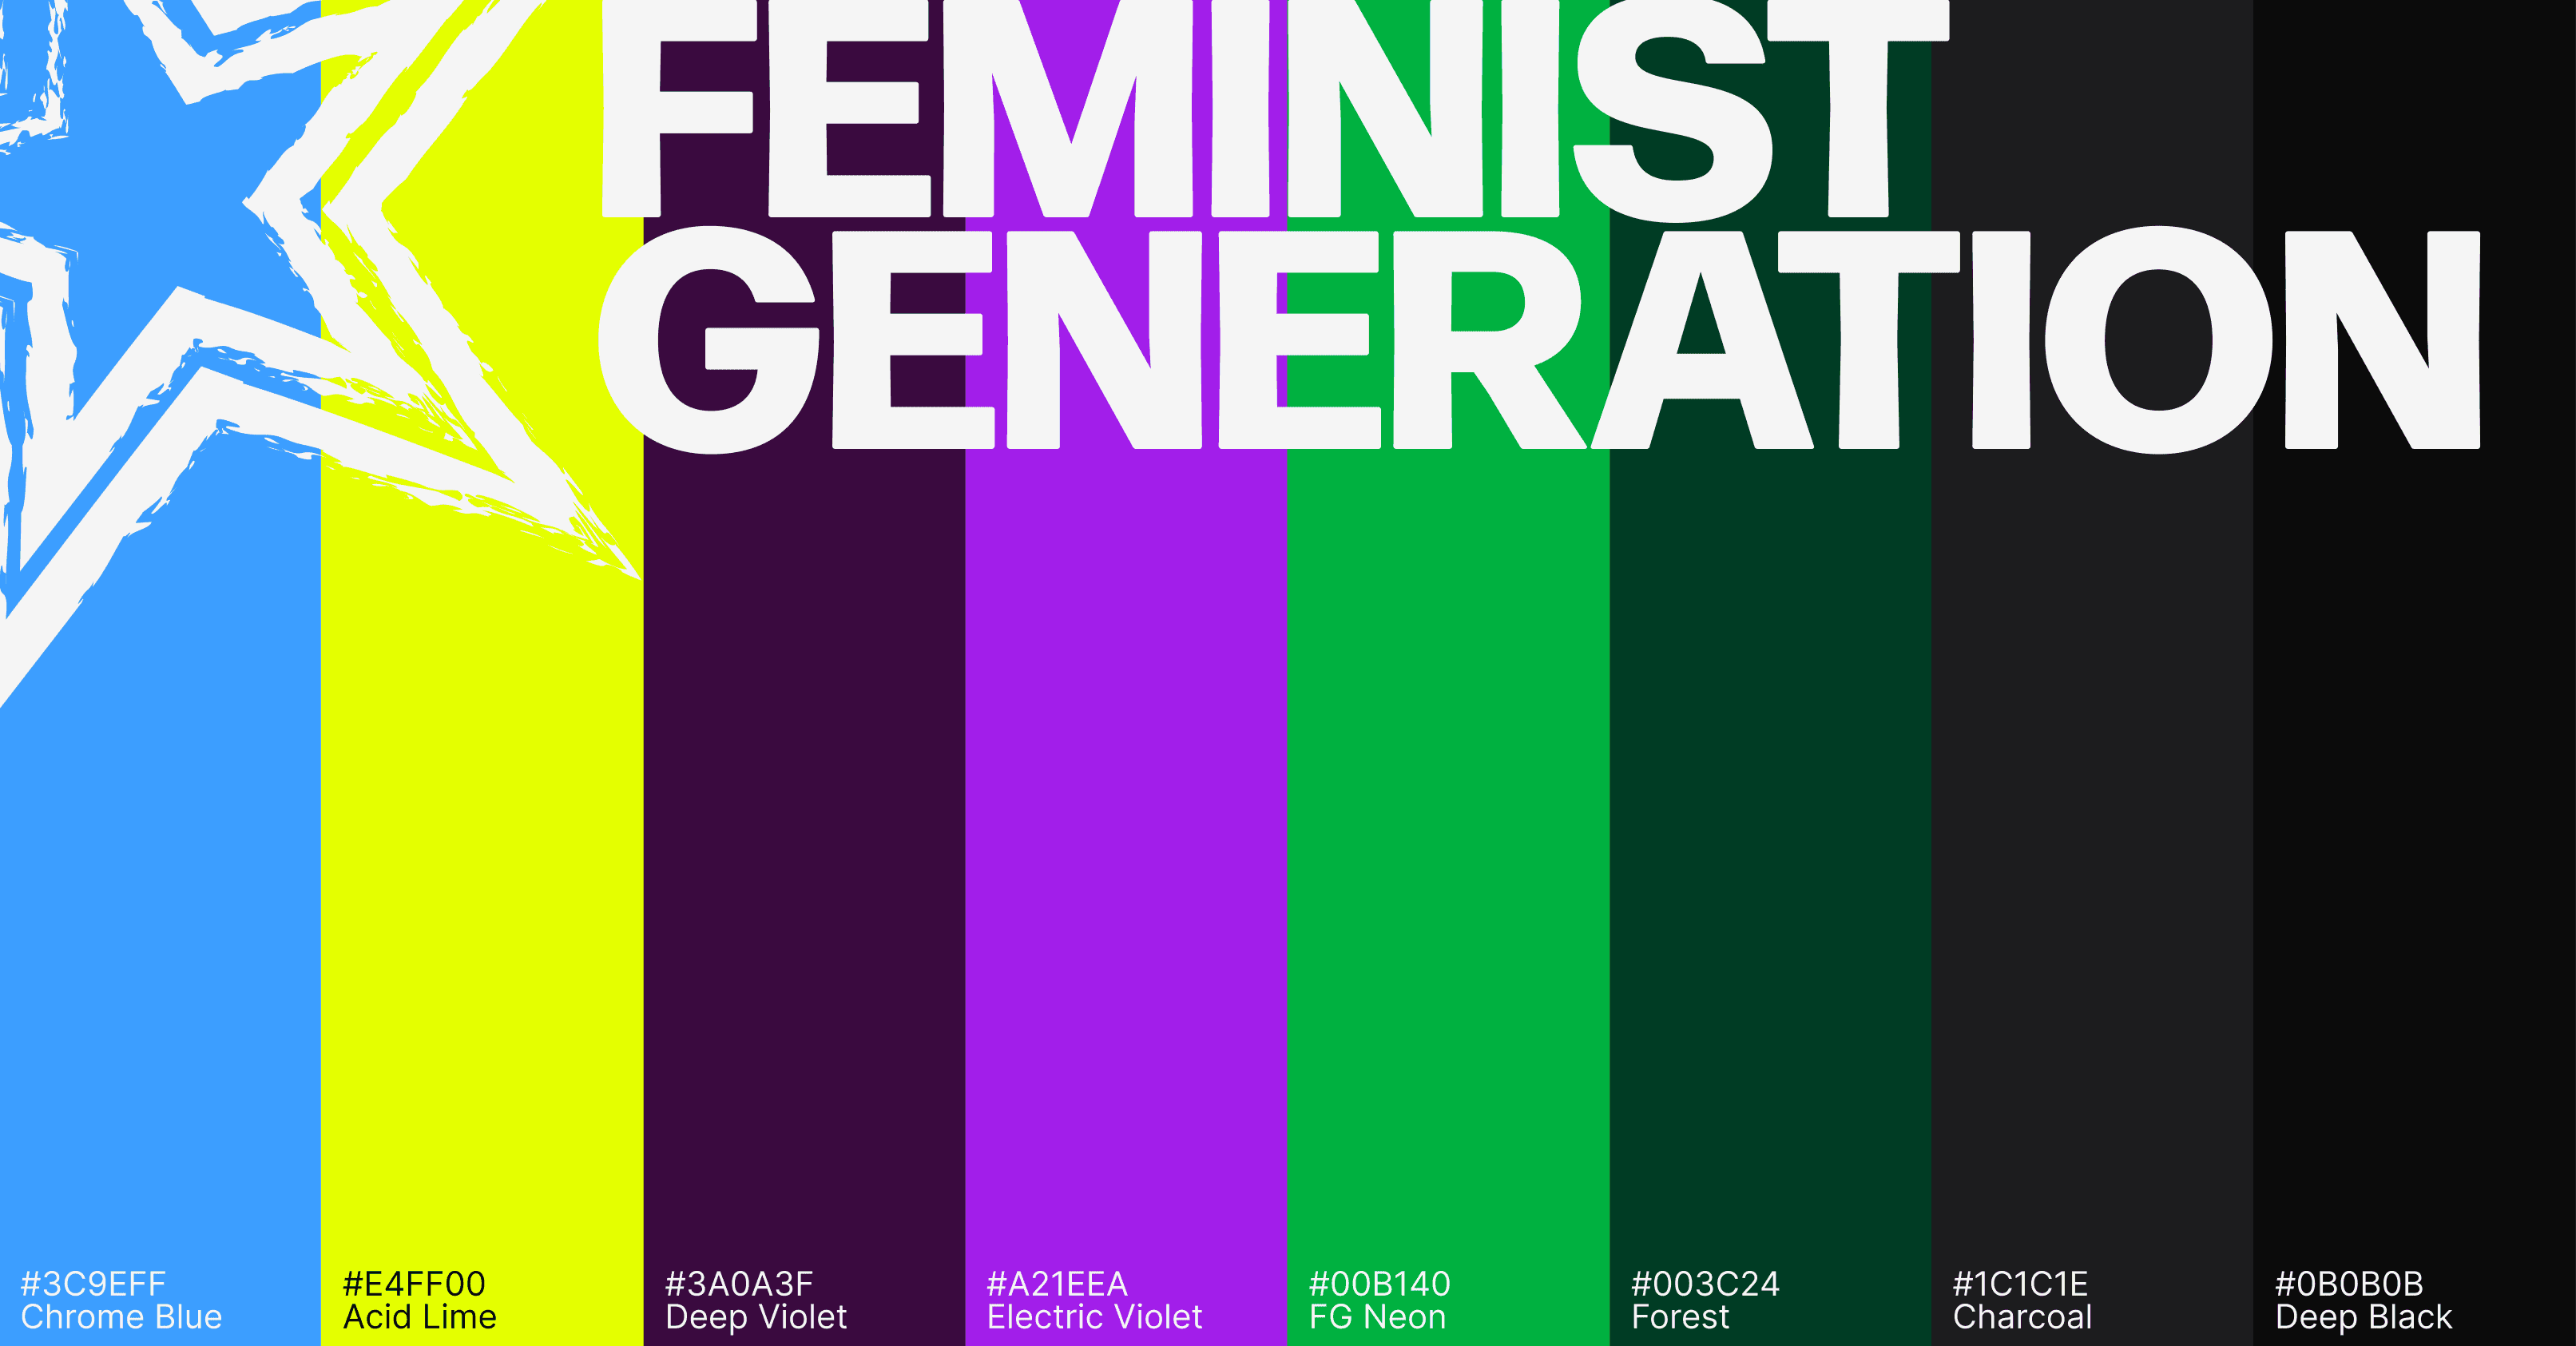 FEMINIST
GENERATION
#3C9EFF
Chrome Blue
#E4FF00
Acid Lime
#3A0A3F
Deep Violet
#A21EEA
Electric Violet
#00B140
FG Neon
#003C24
Forest
#1C1C1E
Charcoal
#0B0B0B
Deep Black